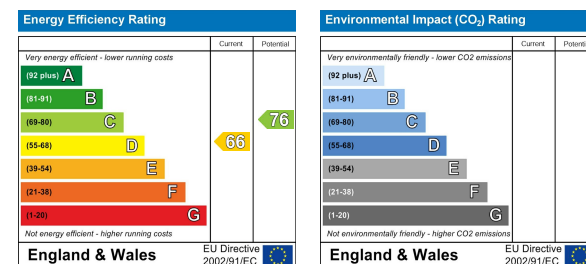 Energy Efficiency Rating
Current Potential
Very energy efficient - lower running costs
(92 plus) A
(81-91) B
(69-80) C
(55-68) D
(39-54) E
(21-38) F
(1-20) G
66
76
Not energy efficient - higher running costs
England & Wales
EU Directive
2002/91/EC
Environmental Impact (CO2) Rating
Current Potenti
Very environmentally friendly - lower CO2 emissions
(92 plus) A
(81-91) B
(69-80) C
(55-68) D
(39-54) E
(21-38) F
(1-20) G
Not environmentally friendly - higher CO2 emissions
England & Wales
EU Directive
2002/91/EC